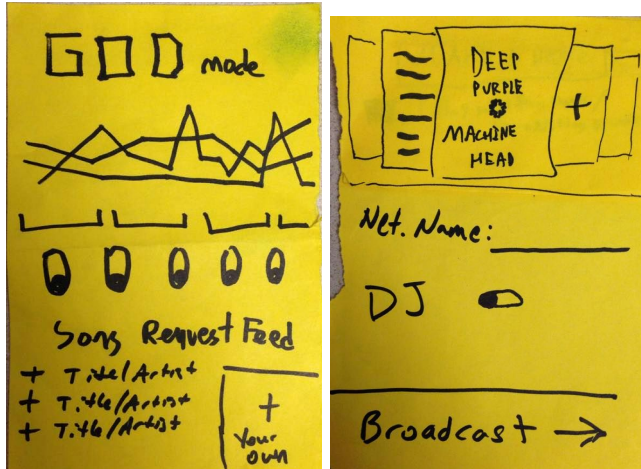 GOD mode
Song Request Feed
+ Title/Artist
+ Title/Artist
+ Title/Artist
+
Your
own
DEEP
PURPLE
MACHINE
HEAD
+
Net. Name:
DJ
Broadcast →